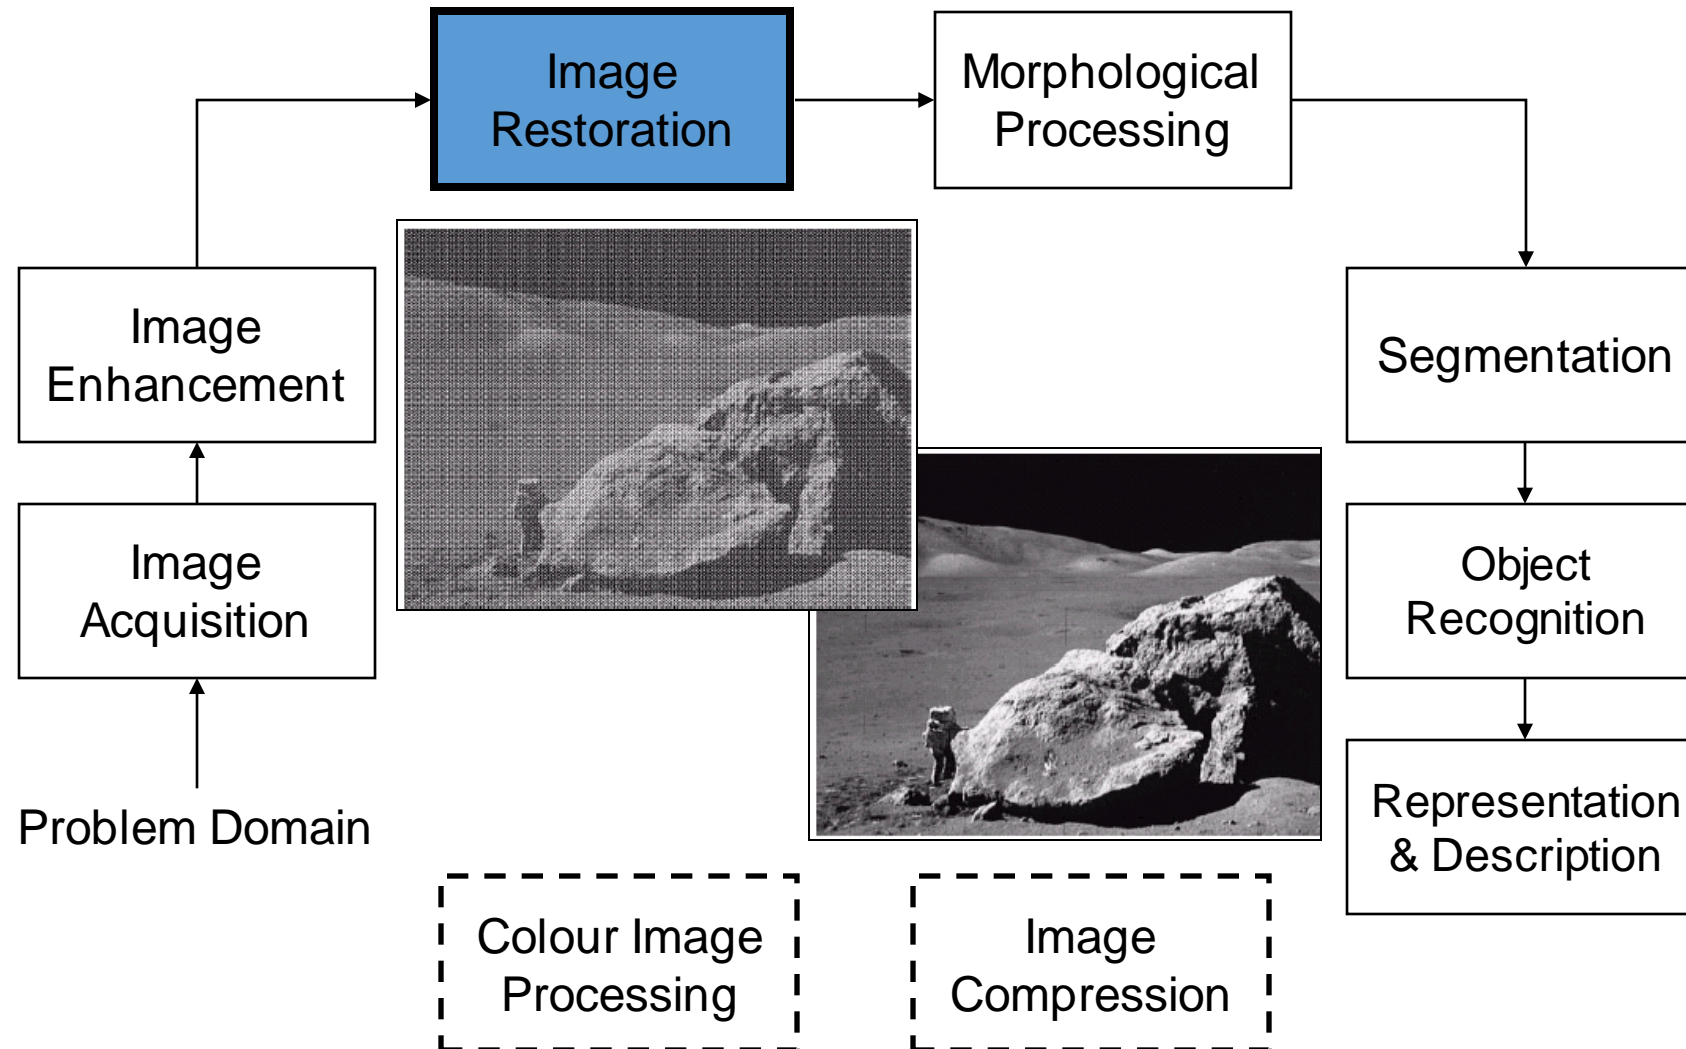 Image
Restoration
Morphological
Processing
Image
Enhancement
Segmentation
Image
Acquisition
Object
Recognition
Problem Domain
Representation
& Description
Colour Image
Processing
Image
Compression